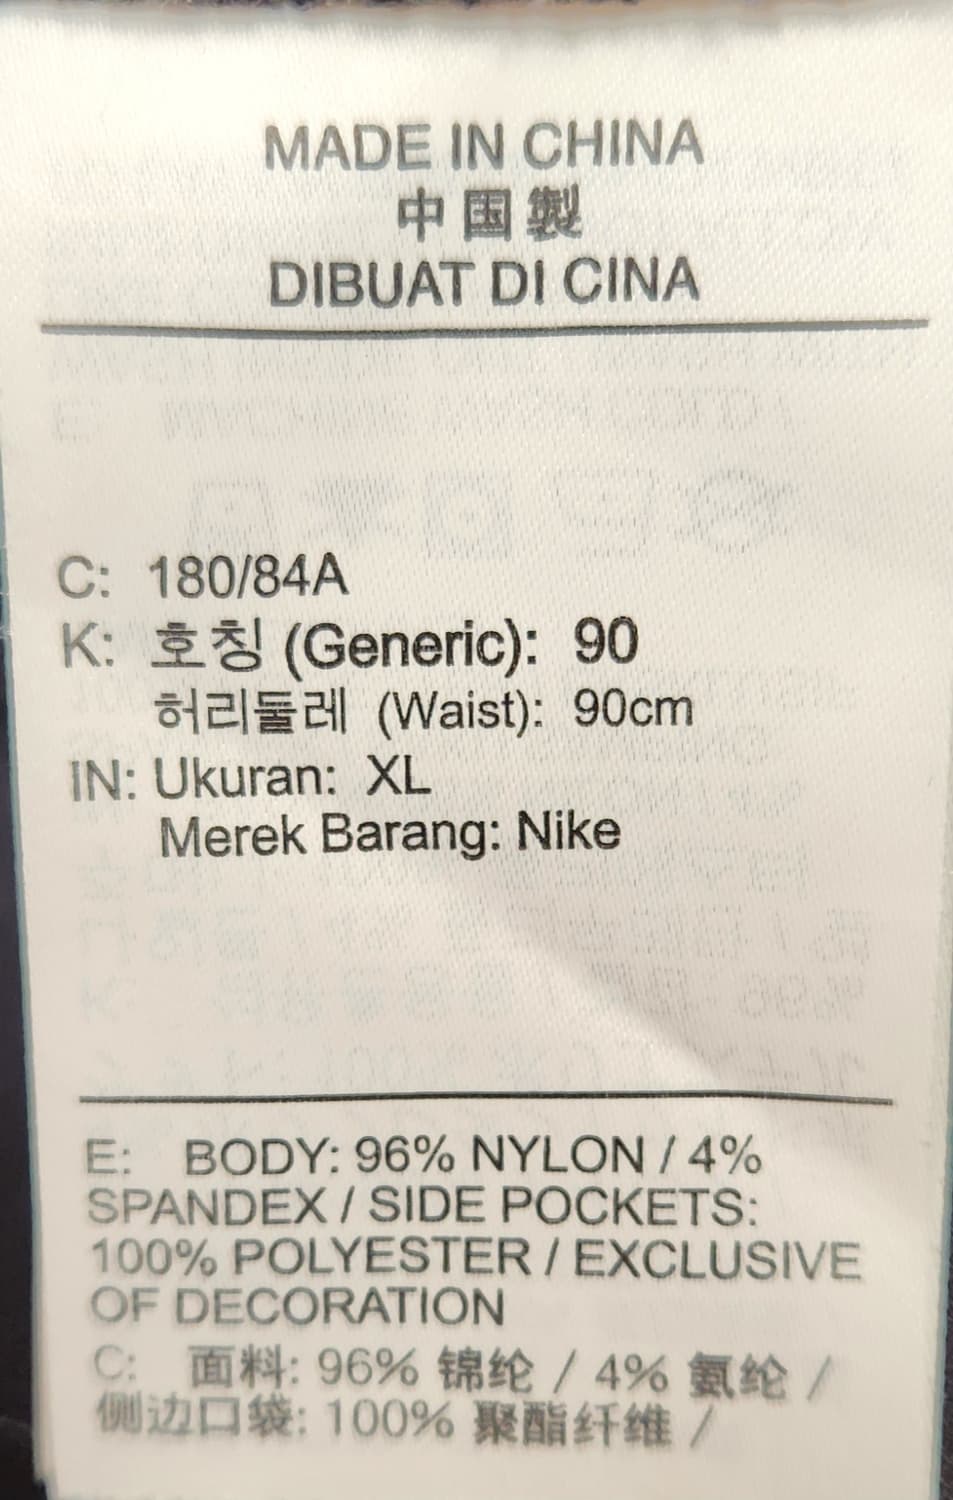 MADE IN CHINA
中国製
DIBUAT DI CINA
C: 180/84A
K: 호칭 (Generic): 90
허리둘레 (Waist): 90cm
IN: Ukuran: XL
Merek Barang: Nike
E: BODY: 96% NYLON / 4%
SPANDEX / SIDE POCKETS:
100% POLYESTER / EXCLUSIVE
OF DECORATION
C: 面料: 96% 锦纶 / 4% 氨纶 /
侧边口袋: 100% 聚酯纤维 /